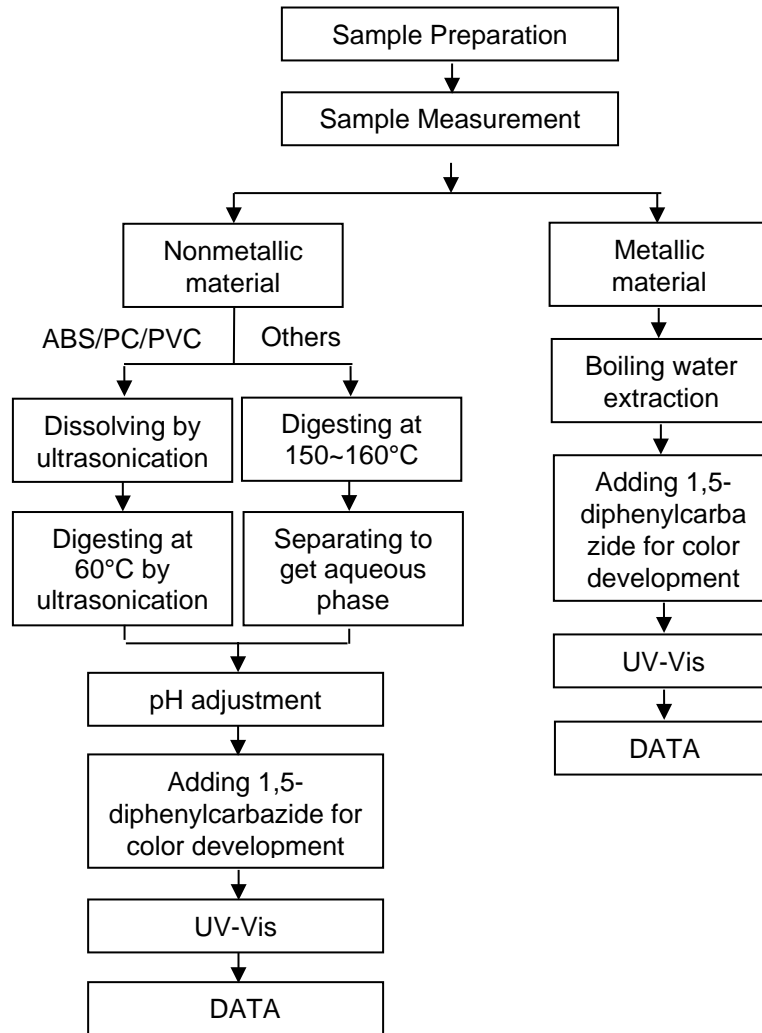 Sample Preparation
Sample Measurement
Nonmetallic
material
ABS/PC/PVC
Others
Dissolving by
ultrasonication
Digesting at
60°C by
ultrasonication
Digesting at
150~160°C
Separating to
get aqueous
phase
pH adjustment
Adding 1,5-
diphenylcarbazide for
color development
UV-Vis
DATA
Metallic
material
Boiling water
extraction
Adding 1,5-
diphenylcarba
zide for color
development
UV-Vis
DATA